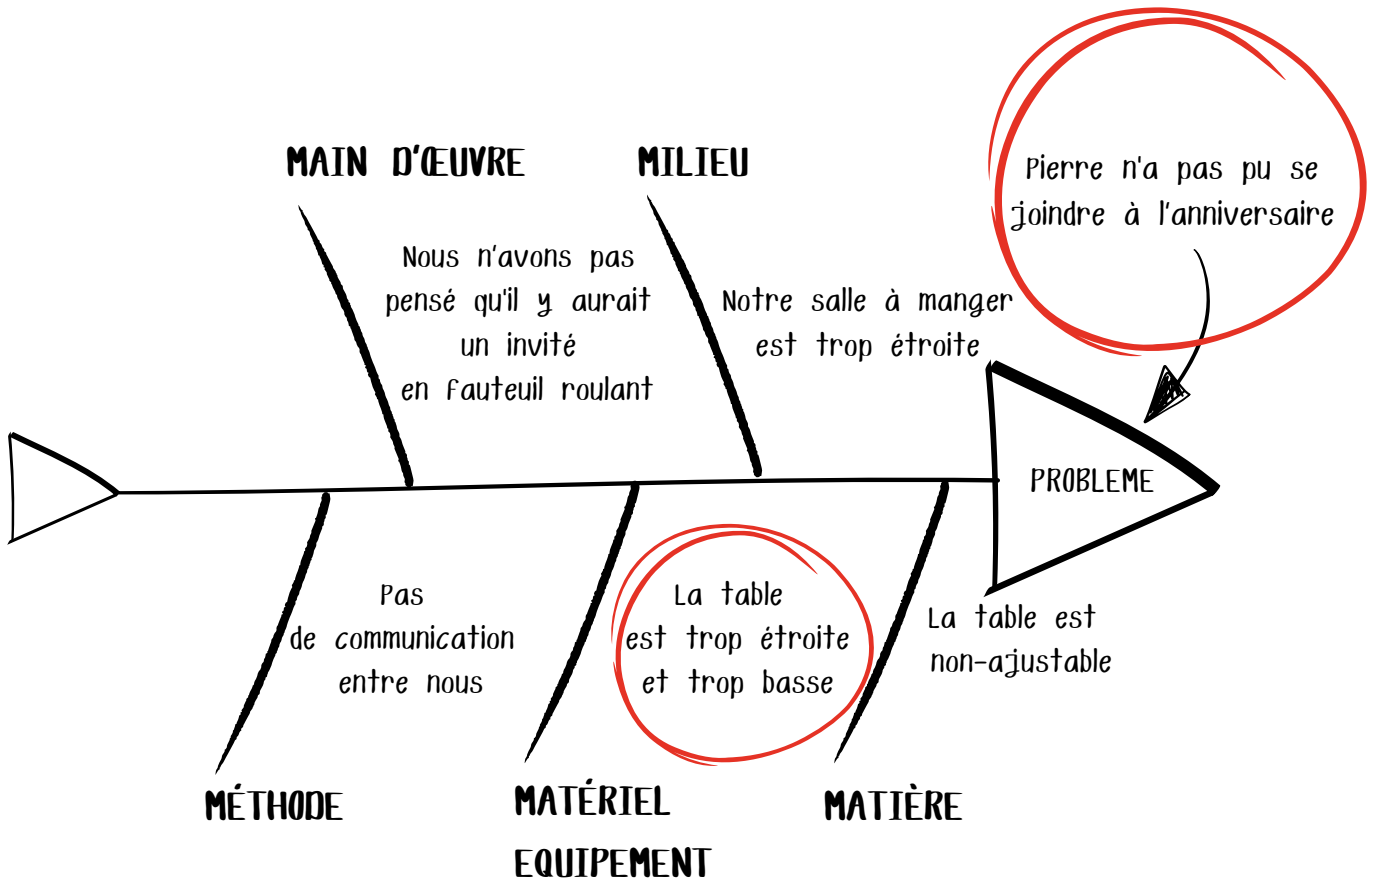 MAIN D'ŒUVRE
MILIEU
Pierre n'a pas pu se
joindre à l'anniversaire
Nous n'avons pas
pensé qu'il y aurait
un invité
en fauteuil roulant
Notre salle à manger
est trop étroite
PROBLEME
Pas
de communication
entre nous
La table
est trop étroite
et trop basse
La table est
non-ajustable
MÉTHODE
MATÉRIEL
EQUIPEMENT
MATIÈRE